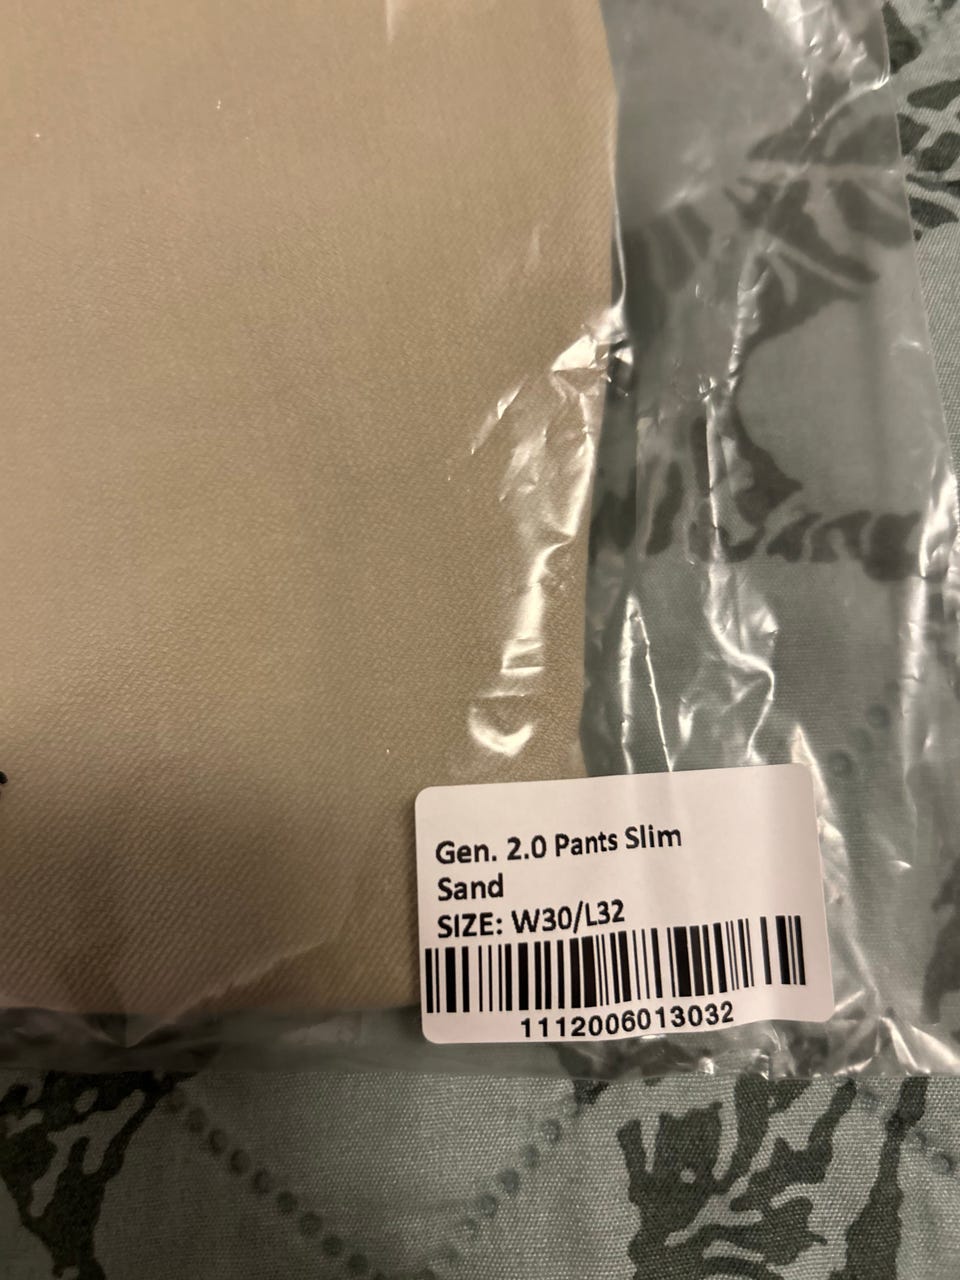 Gen. 2.0 Pants Slim
Sand
SIZE: W30/L32
1112006013032